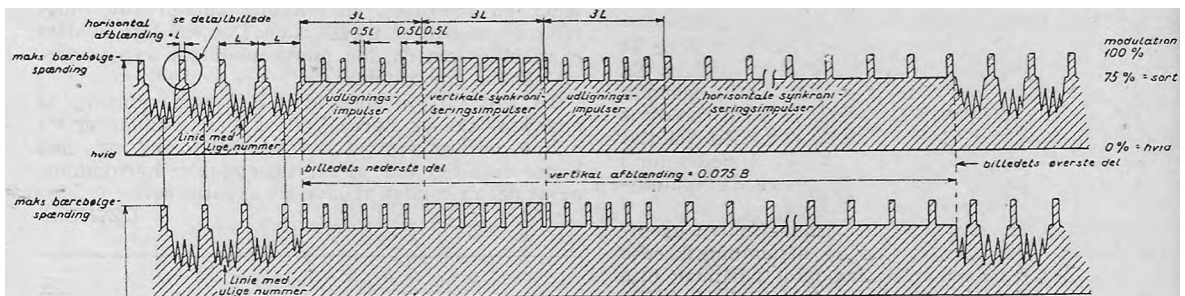 horisontal
afblænding = L
se detailbillede
3L
3L
3L
L
L
0.5L
0.5L
0.5L
maks bærebølge-
spænding
modulation
100 %
75 % = sort
udlignings-
impulser
vertikale synkroni-
seringsimpulser
udlignings-
impulser
horisontale synkroni-
seringsimpulser
linie med
lige nummer
hvid
0 % = hvid
billedets nederste del
vertikal afblænding = 0.075 B
billedets øverste del
maks bærebølge-
spænding
linie med
ulige nummer